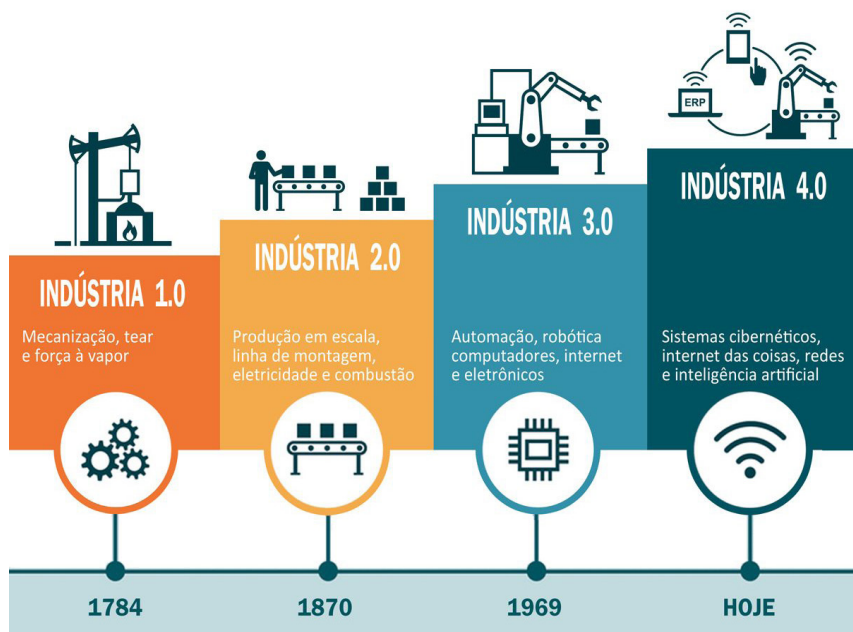 ERP
INDÚSTRIA 1.0
Mecanização, tear
e força à vapor
INDÚSTRIA 2.0
Produção em escala,
linha de montagem,
eletricidade e combustão
INDÚSTRIA 3.0
Automação, robótica
computadores, internet
e eletrônicos
INDÚSTRIA 4.0
Sistemas cibernéticos,
internet das coisas, redes
e inteligência artificial
1784
1870
1969
HOJE